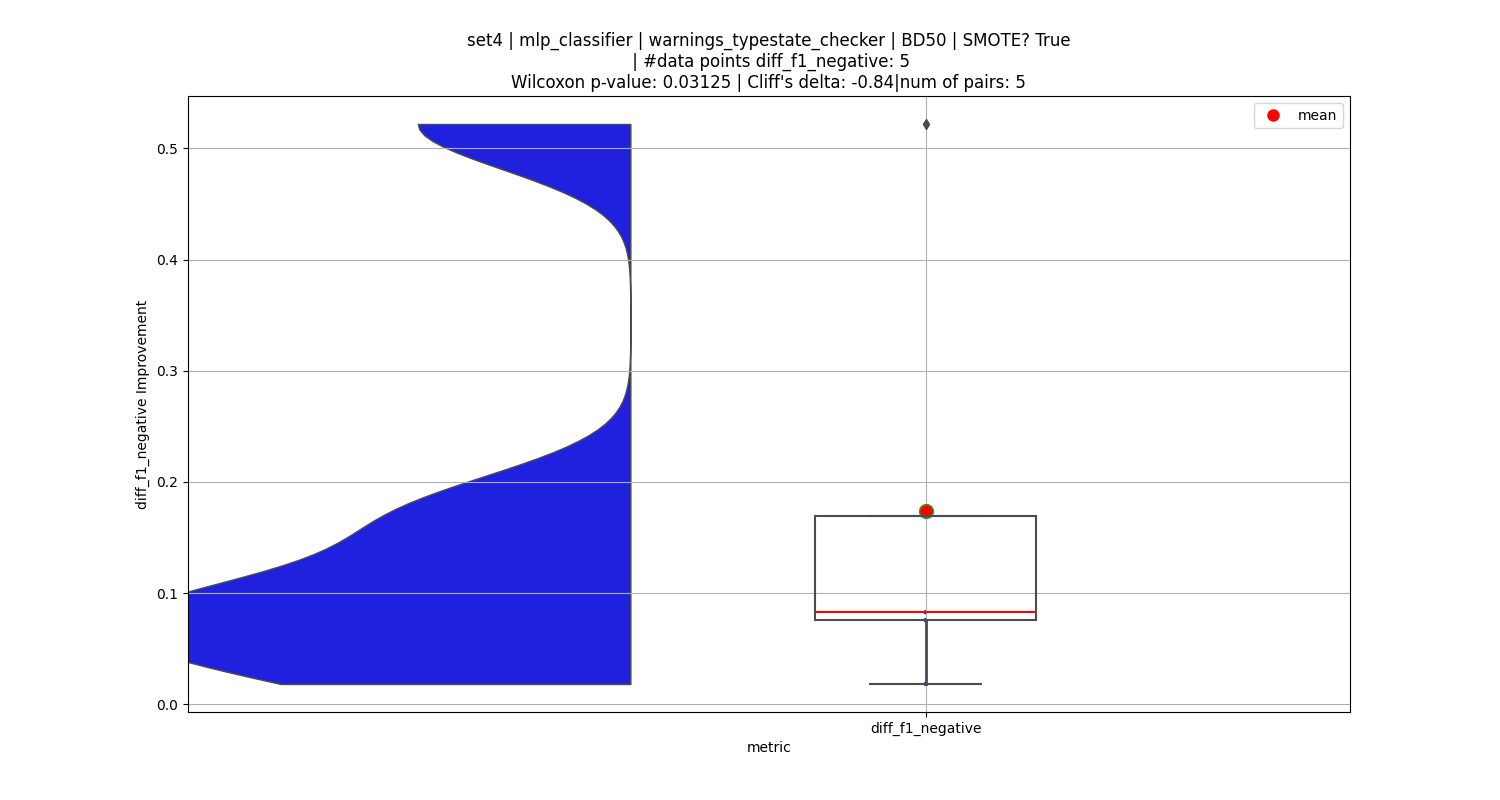 set4 | mlp_classifier | warnings_typestate_checker | BD50 | SMOTE? True
| #data points diff_f1_negative: 5
Wilcoxon p-value: 0.03125 | Cliff's delta: -0.84|num of pairs: 5
mean
0.5
0.4
0.3
0.2
0.1
0.0
diff_f1_negative Improvement
diff_f1_negative
metric